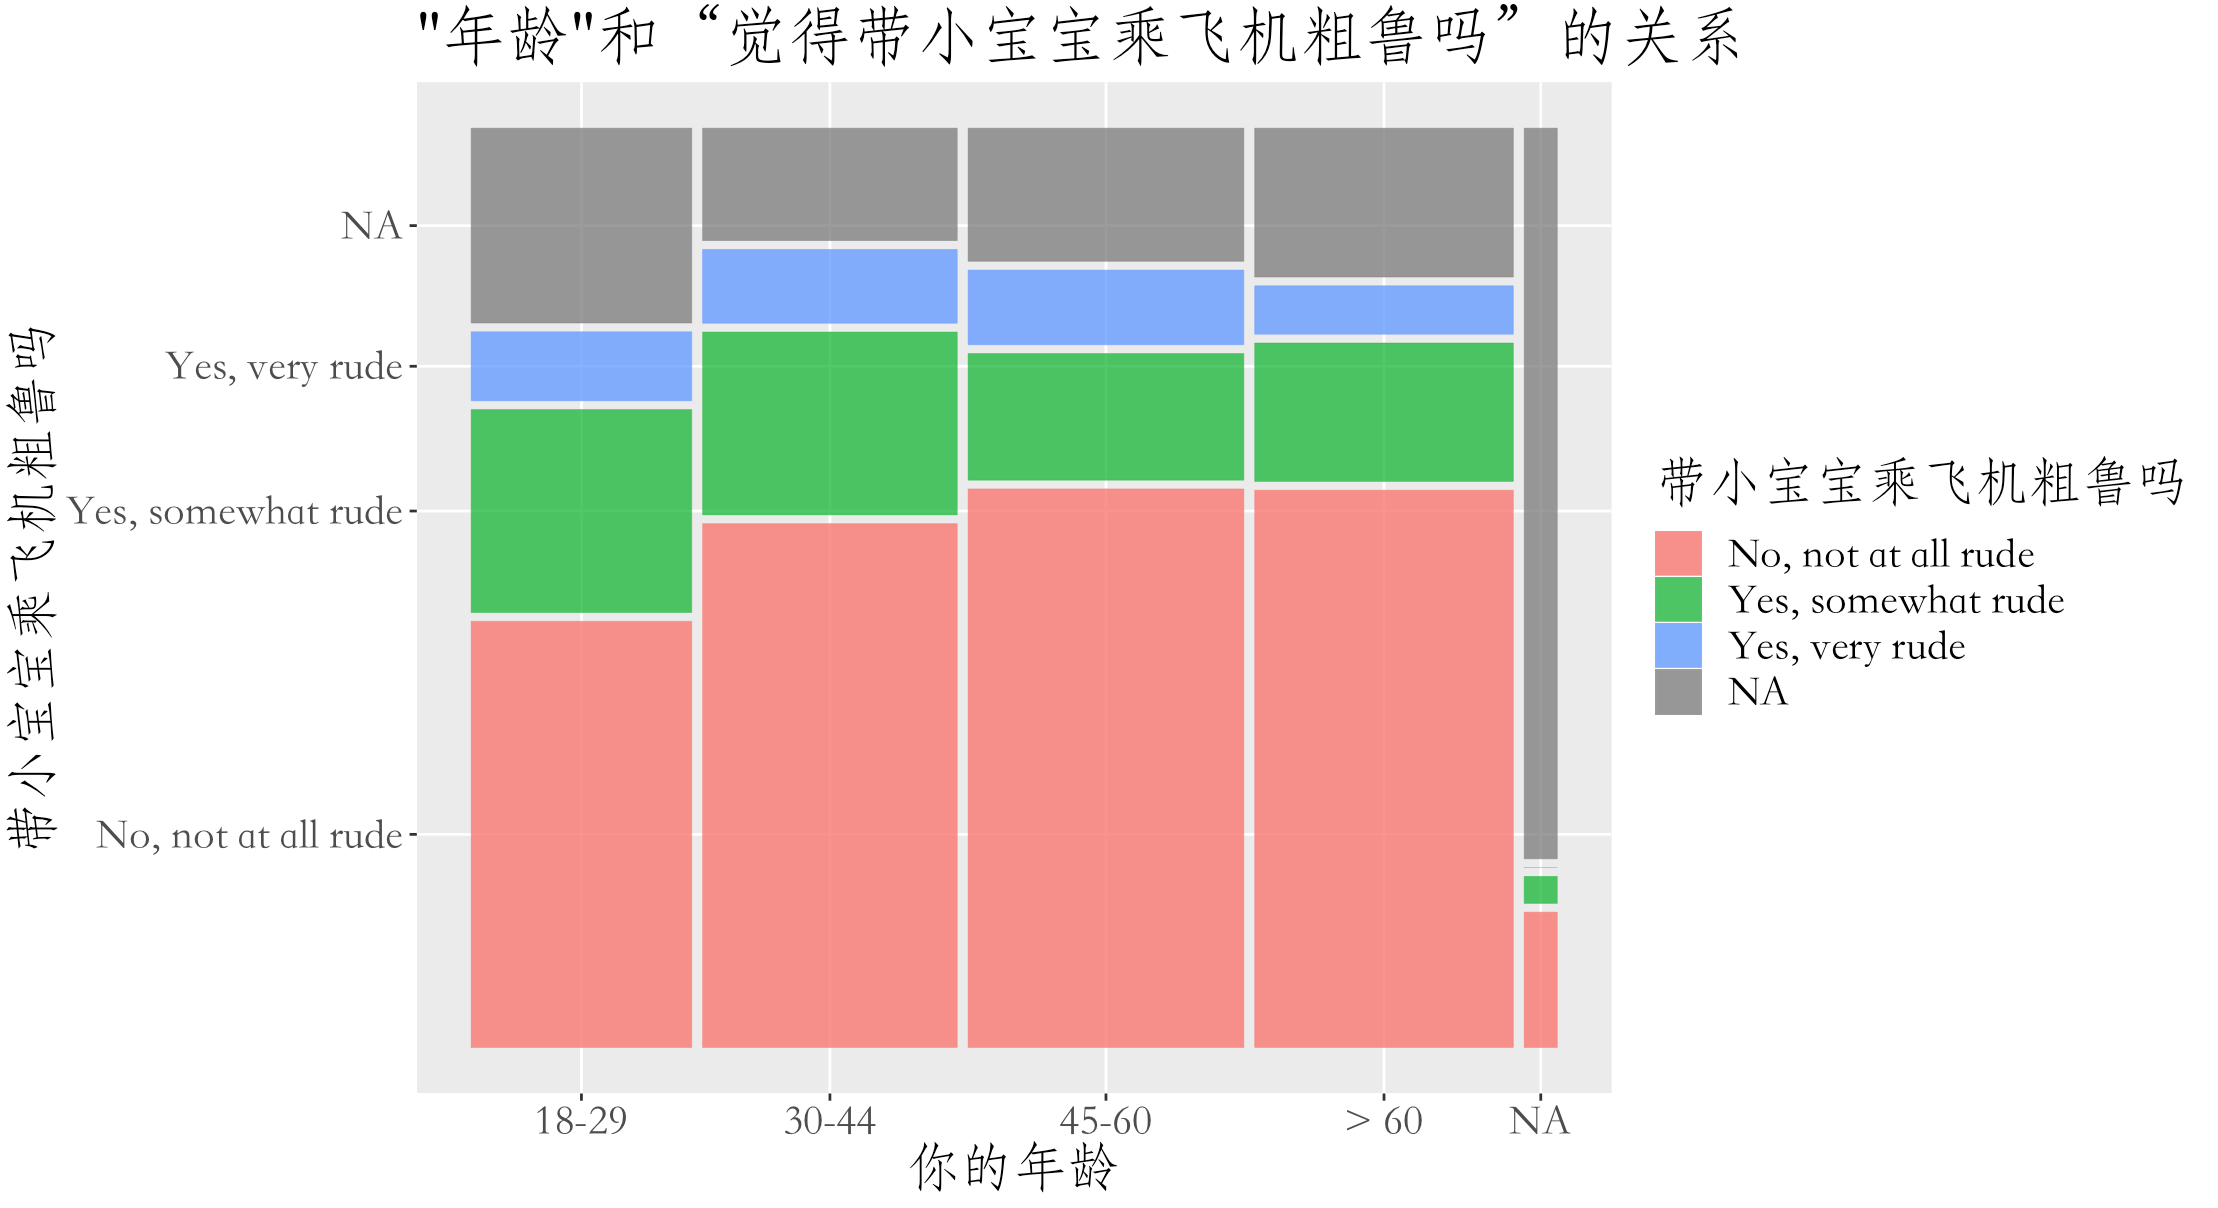 "年龄"和“觉得带小宝宝乘飞机粗鲁吗”的关系
带小宝宝乘飞机粗鲁吗
NA
Yes, very rude
Yes, somewhat rude
No, not at all rude
18-29
30-44
45-60
> 60
NA
你的年龄
带小宝宝乘飞机粗鲁吗
No, not at all rude
Yes, somewhat rude
Yes, very rude
NA